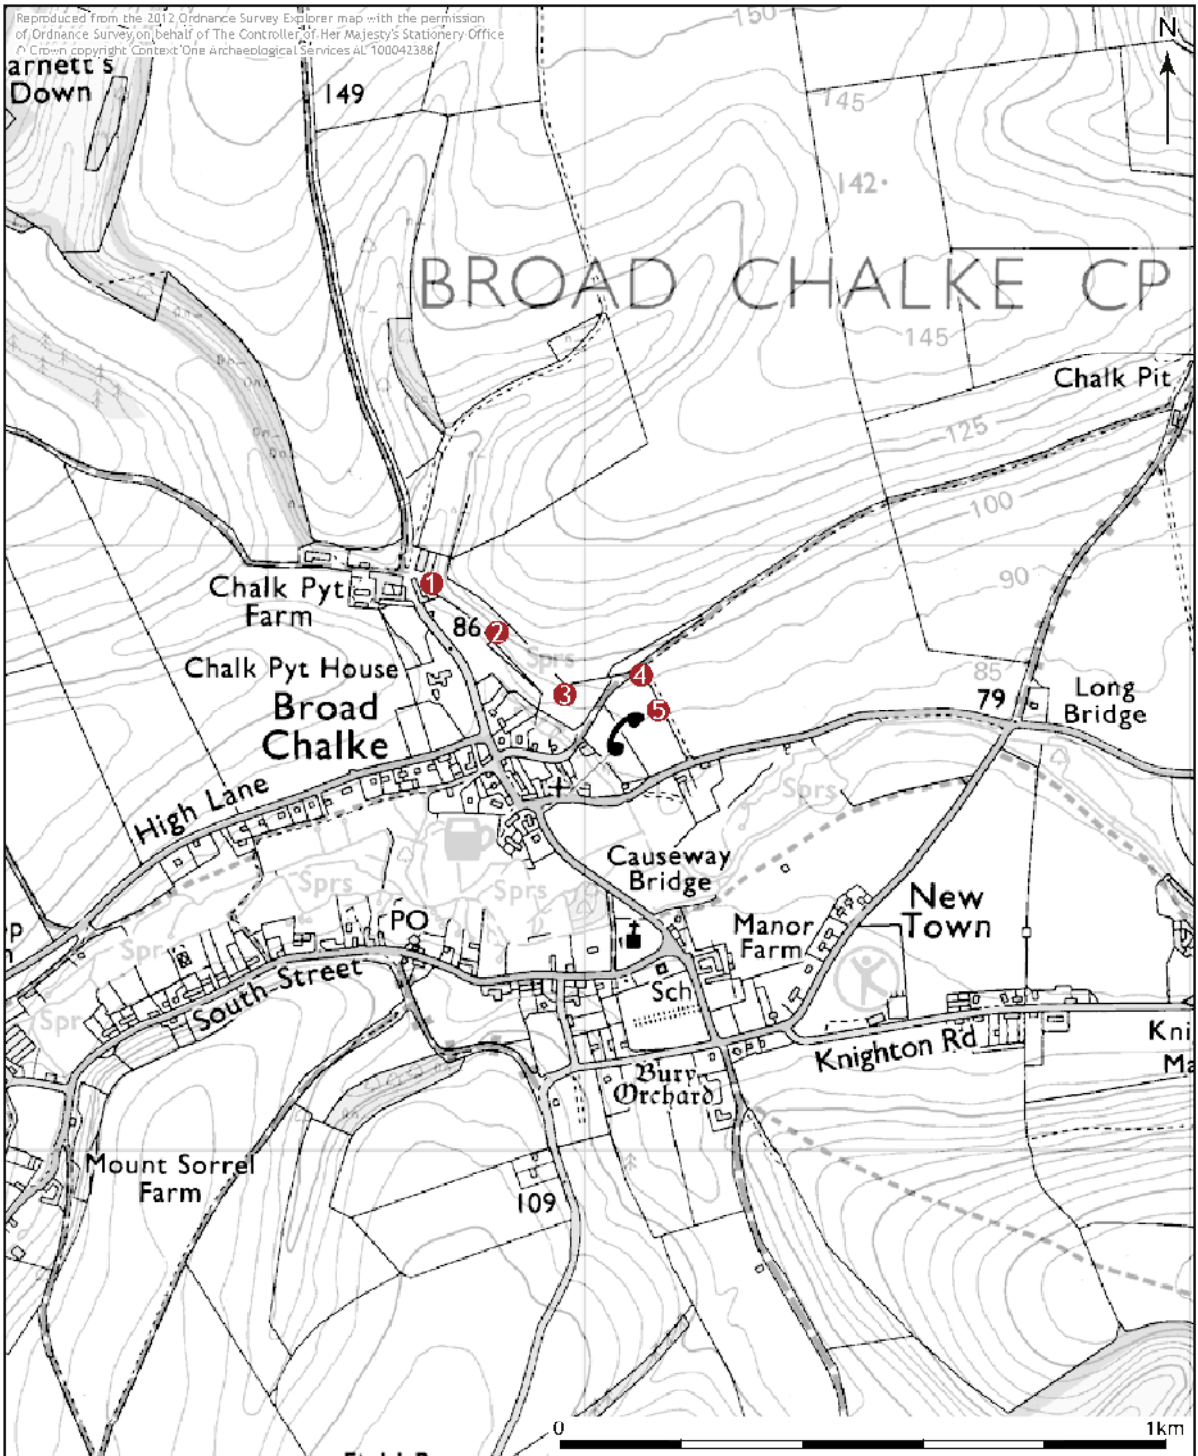 Reproduced from the 2012 Ordnance Survey Explorer map with the permission
of Ordnance Survey on behalf of The Controller of Her Majesty's Stationery Office
© Crown copyright Context One Archaeological Services AL 100042388
N
150
arnett's
Down
149
145
142
BROAD CHALKE CP
145
Chalk Pit
125
100
90
Chalk Pyt
Farm
1
86
2
Sprs
Chalk Pyt House
3
4
5
85
79
Long
Bridge
Broad
Chalke
High Lane
Sprs
Causeway
Bridge
Sprs
Sprs
New
Town
PO
Manor
Farm
Spr
South Street
Sch
Spr
Knighton Rd
Kni
Ma
Bury
Orchard
Mount Sorrel
Farm
109
0
1km